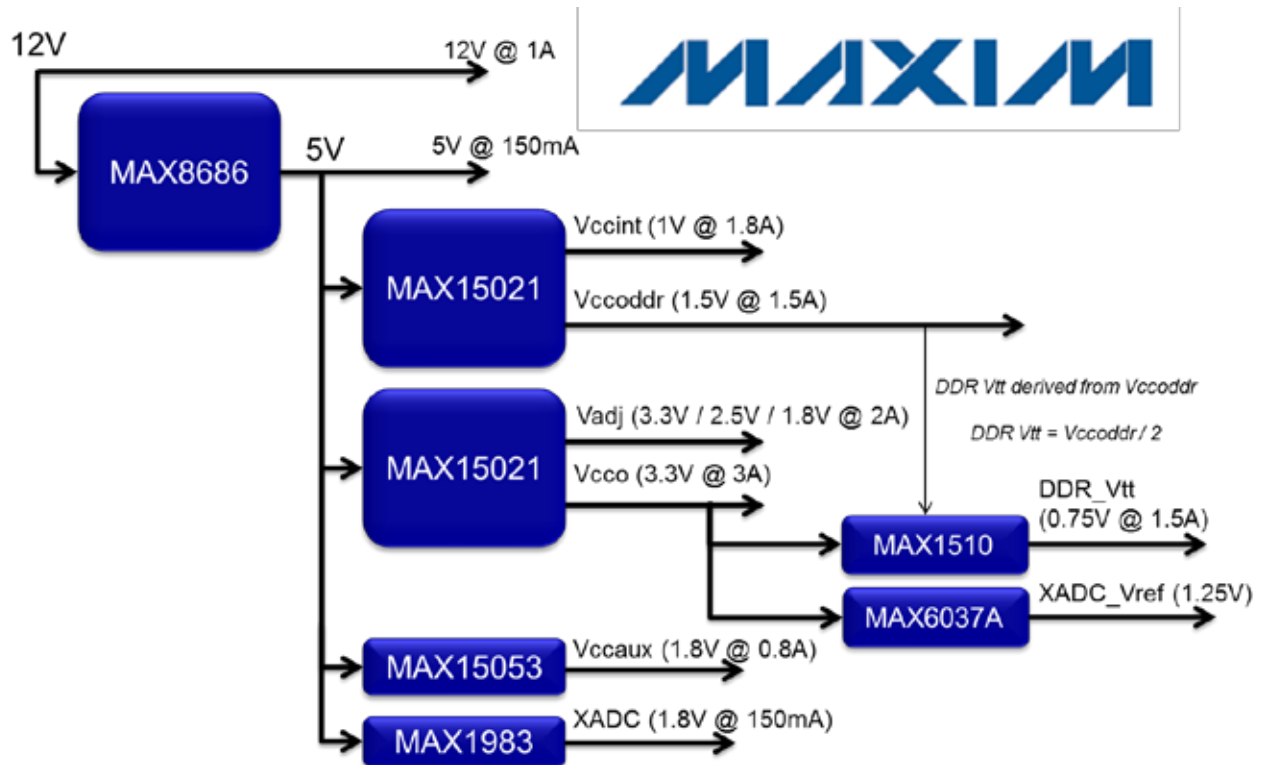 12V
12V @ 1A
MAXIM
MAX8686
5V
5V @ 150mA
MAX15021
Vccint (1V @ 1.8A)
Vccoddr (1.5V @ 1.5A)
DDR Vtt derived from Vccoddr
DDR Vtt = Vccoddr / 2
MAX15021
Vadj (3.3V / 2.5V / 1.8V @ 2A)
Vcco (3.3V @ 3A)
MAX1510
DDR_Vtt
(0.75V @ 1.5A)
MAX6037A
XADC_Vref (1.25V)
MAX15053
Vccaux (1.8V @ 0.8A)
MAX1983
XADC (1.8V @ 150mA)